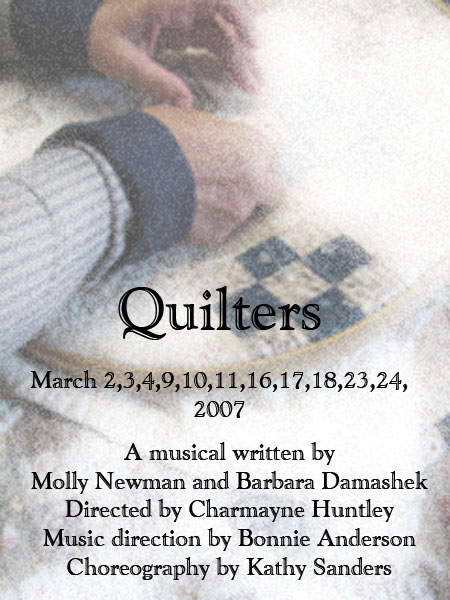 Quilters
March 2,3,4,9,10,11,16,17,18,23,24,
2007
A musical written by
Molly Newman and Barbara Damashek
Directed by Charmayne Huntley
Music direction by Bonnie Anderson
Choreography by Kathy Sanders